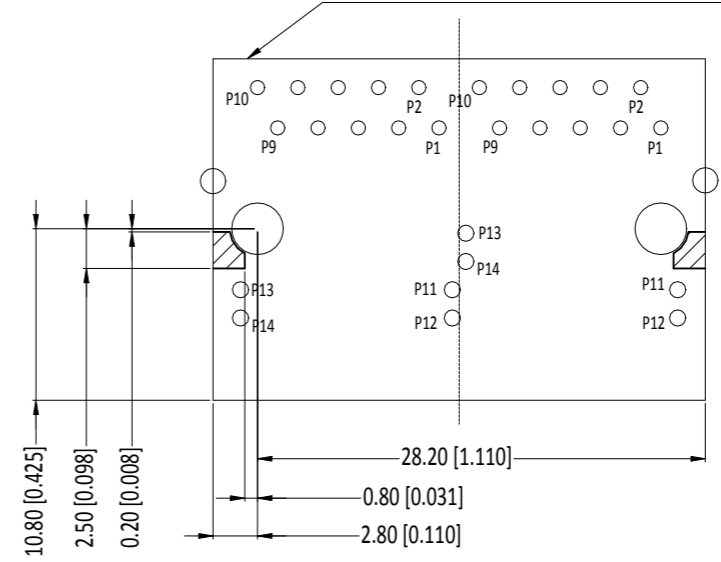 P10 P2 P10 P2
P9 P1 P9 P1
P13
P14
P13 P11 P11
P14 P12 P12
28.20 [1.110]
0.80 [0.031]
2.80 [0.110]
10.80 [0.425]
2.50 [0.098]
0.20 [0.008]